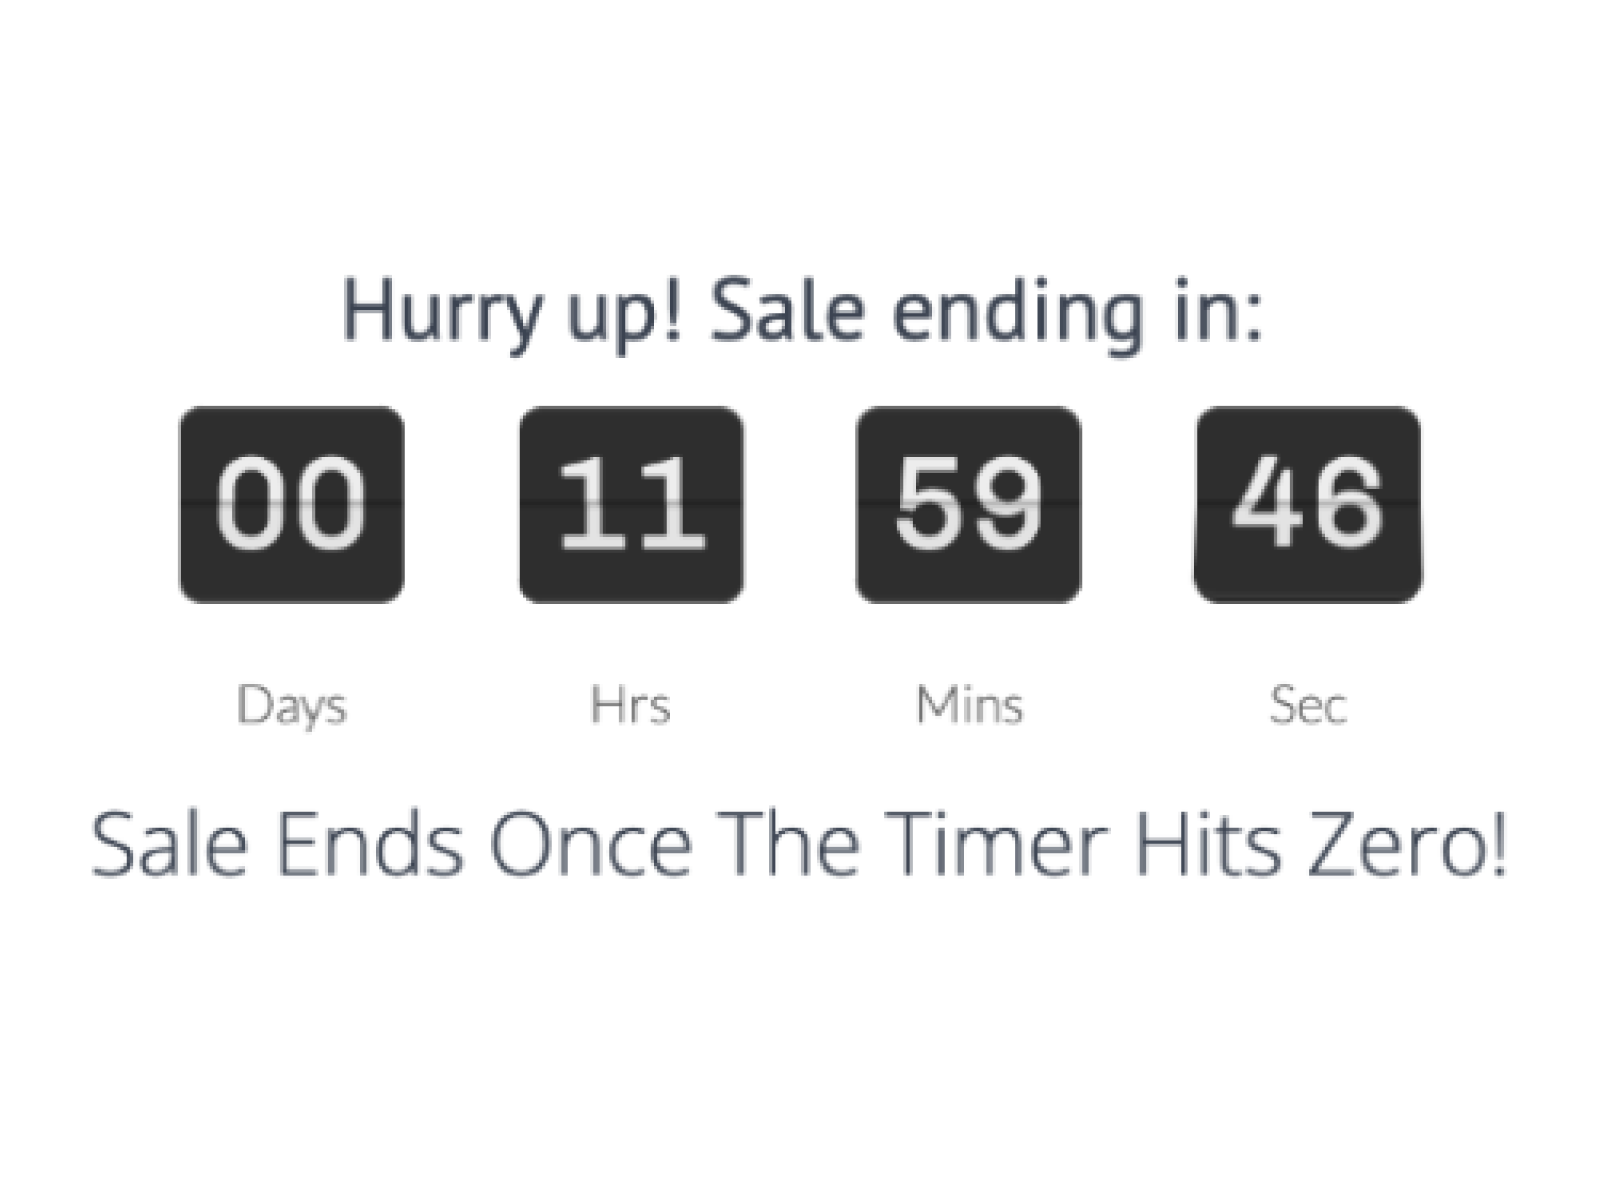 Hurry up! Sale ending in:
00 11 59 46
Days Hrs Mins Sec
Sale Ends Once The Timer Hits Zero!